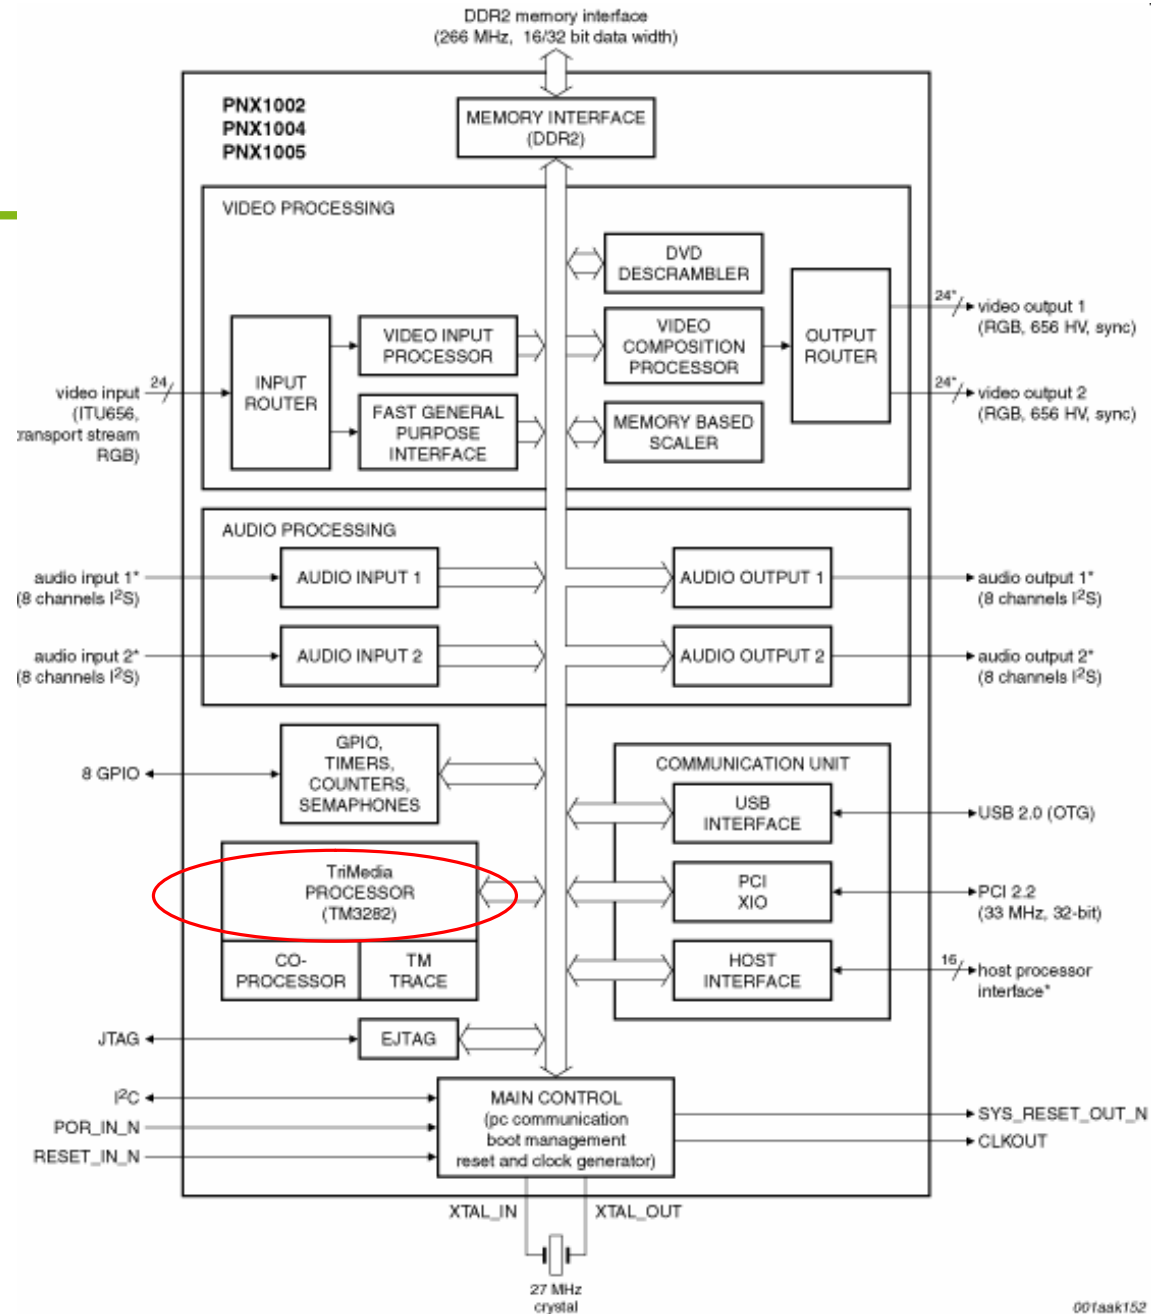 DDR2 memory interface
(266 MHz, 16/32 bit data width)
PNX1002
PNX1004
PNX1005
MEMORY INTERFACE
(DDR2)
VIDEO PROCESSING
DVD
DESCRAMBLER
VIDEO INPUT
PROCESSOR
VIDEO
COMPOSITION
PROCESSOR
OUTPUT
ROUTER
24*
video output 1
(RGB, 656 HV, sync)
24*
video output 2
(RGB, 656 HV, sync)
video input
(ITU656,
transport stream
RGB)
24
INPUT
ROUTER
FAST GENERAL
PURPOSE
INTERFACE
MEMORY BASED
SCALER
AUDIO PROCESSING
audio input 1*
(8 channels I2S)
AUDIO INPUT 1
AUDIO OUTPUT 1
audio output 1*
(8 channels I2S)
audio input 2*
(8 channels I2S)
AUDIO INPUT 2
AUDIO OUTPUT 2
audio output 2*
(8 channels I2S)
8 GPIO
GPIO,
TIMERS,
COUNTERS,
SEMAPHONES
COMMUNICATION UNIT
USB
INTERFACE
USB 2.0 (OTG)
TriMedia
PROCESSOR
(TM3282)
PCI
XIO
PCI 2.2
(33 MHz, 32-bit)
CO-
PROCESSOR
TM
TRACE
HOST
INTERFACE
16
host processor
interface*
JTAG
EJTAG
I2C
POR_IN_N
RESET_IN_N
MAIN CONTROL
(pc communication
boot management
reset and clock generator)
SYS_RESET_OUT_N
CLKOUT
XTAL_IN
XTAL_OUT
27 MHz
crystal
001aak152